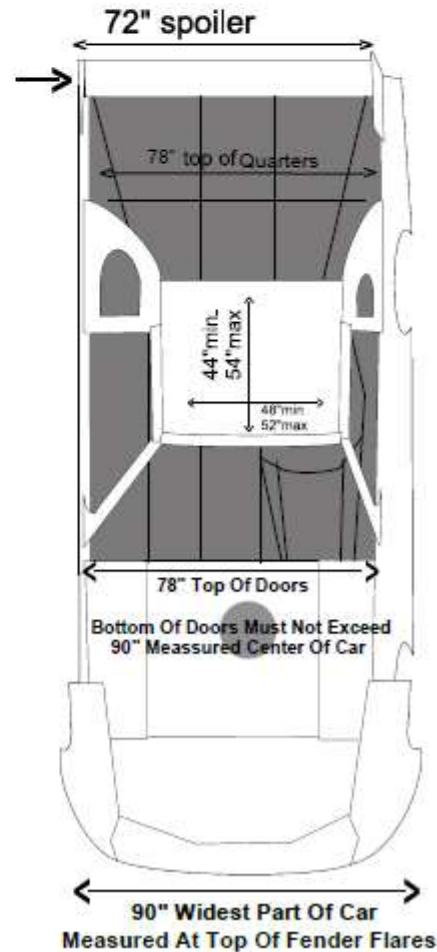 72" spoiler
78" top of Quarters
44"min.
54"max
48"min
52"max
78" Top Of Doors
Bottom Of Doors Must Not Exceed
90" Meassured Center Of Car
90" Widest Part Of Car
Measured At Top Of Fender Flares